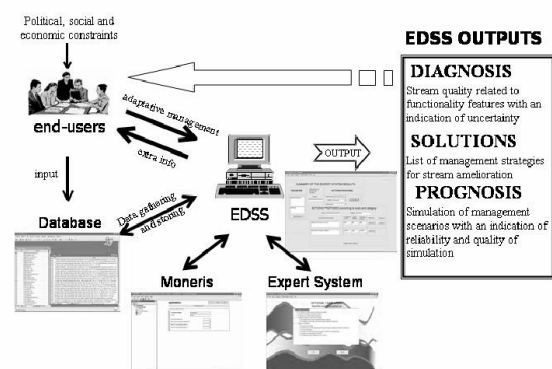 Political, social and
economic constraints
end-users
adaptative management
extra info
input
Database
Data gathering
and storing
EDSS
OUTPUT
Moneris
Expert System
EDSS OUTPUTS
DIAGNOSIS
Stream quality related to
functionality features with an
indication of uncertainty
SOLUTIONS
List of management strategies
for stream amelioration
PROGNOSIS
Simulation of management
scenarios with an indication of
reliability and quality of
simulation